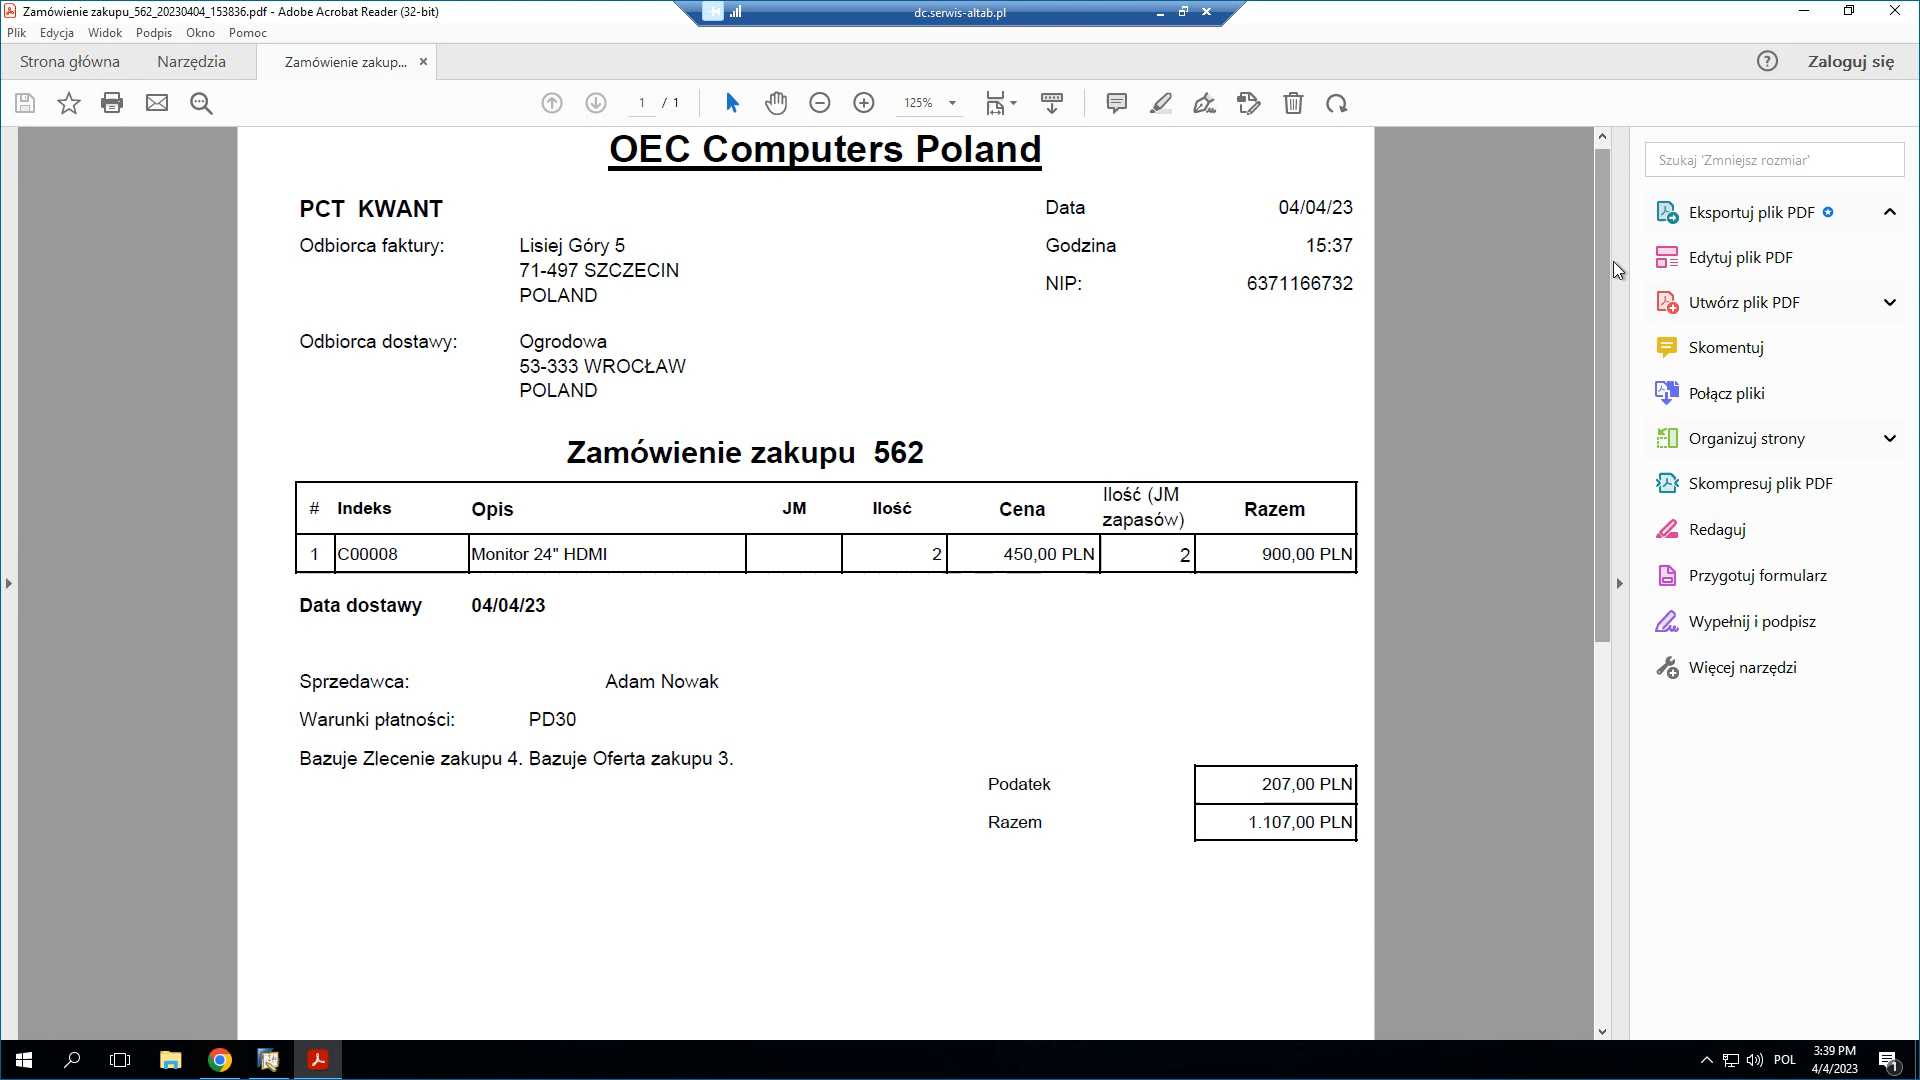 Zamówienie zakupu_562_20230404_153836.pdf - Adobe Acrobat Reader (32-bit)
dc.serwis-altab.pl
Plik Edycja Widok Podpis Okno Pomoc
Strona główna Narzędzia Zamówienie zakup... Zaloguj się
1 / 1 125%
OEC Computers Poland
PCT KWANT
Data 04/04/23
Odbiorca faktury: Lisiej Góry 5
Godzina 15:37
71-497 SZCZECIN
NIP: 6371166732
POLAND
Odbiorca dostawy: Ogrodowa
53-333 WROCŁAW
POLAND
Zamówienie zakupu 562
# Indeks Opis JM Ilość Cena Ilość (JM zapasów) Razem
1 C00008 Monitor 24" HDMI 2 450,00 PLN 2 900,00 PLN
Data dostawy 04/04/23
Sprzedawca: Adam Nowak
Warunki płatności: PD30
Bazuje Zlecenie zakupu 4. Bazuje Oferta zakupu 3.
Podatek 207,00 PLN
Razem 1.107,00 PLN
Szukaj 'Zmniejsz rozmiar'
Eksportuj plik PDF
Edytuj plik PDF
Utwórz plik PDF
Skomentuj
Połącz pliki
Organizuj strony
Skompresuj plik PDF
Redaguj
Przygotuj formularz
Wypełnij i podpisz
Więcej narzędzi
POL
3:39 PM
4/4/2023
1